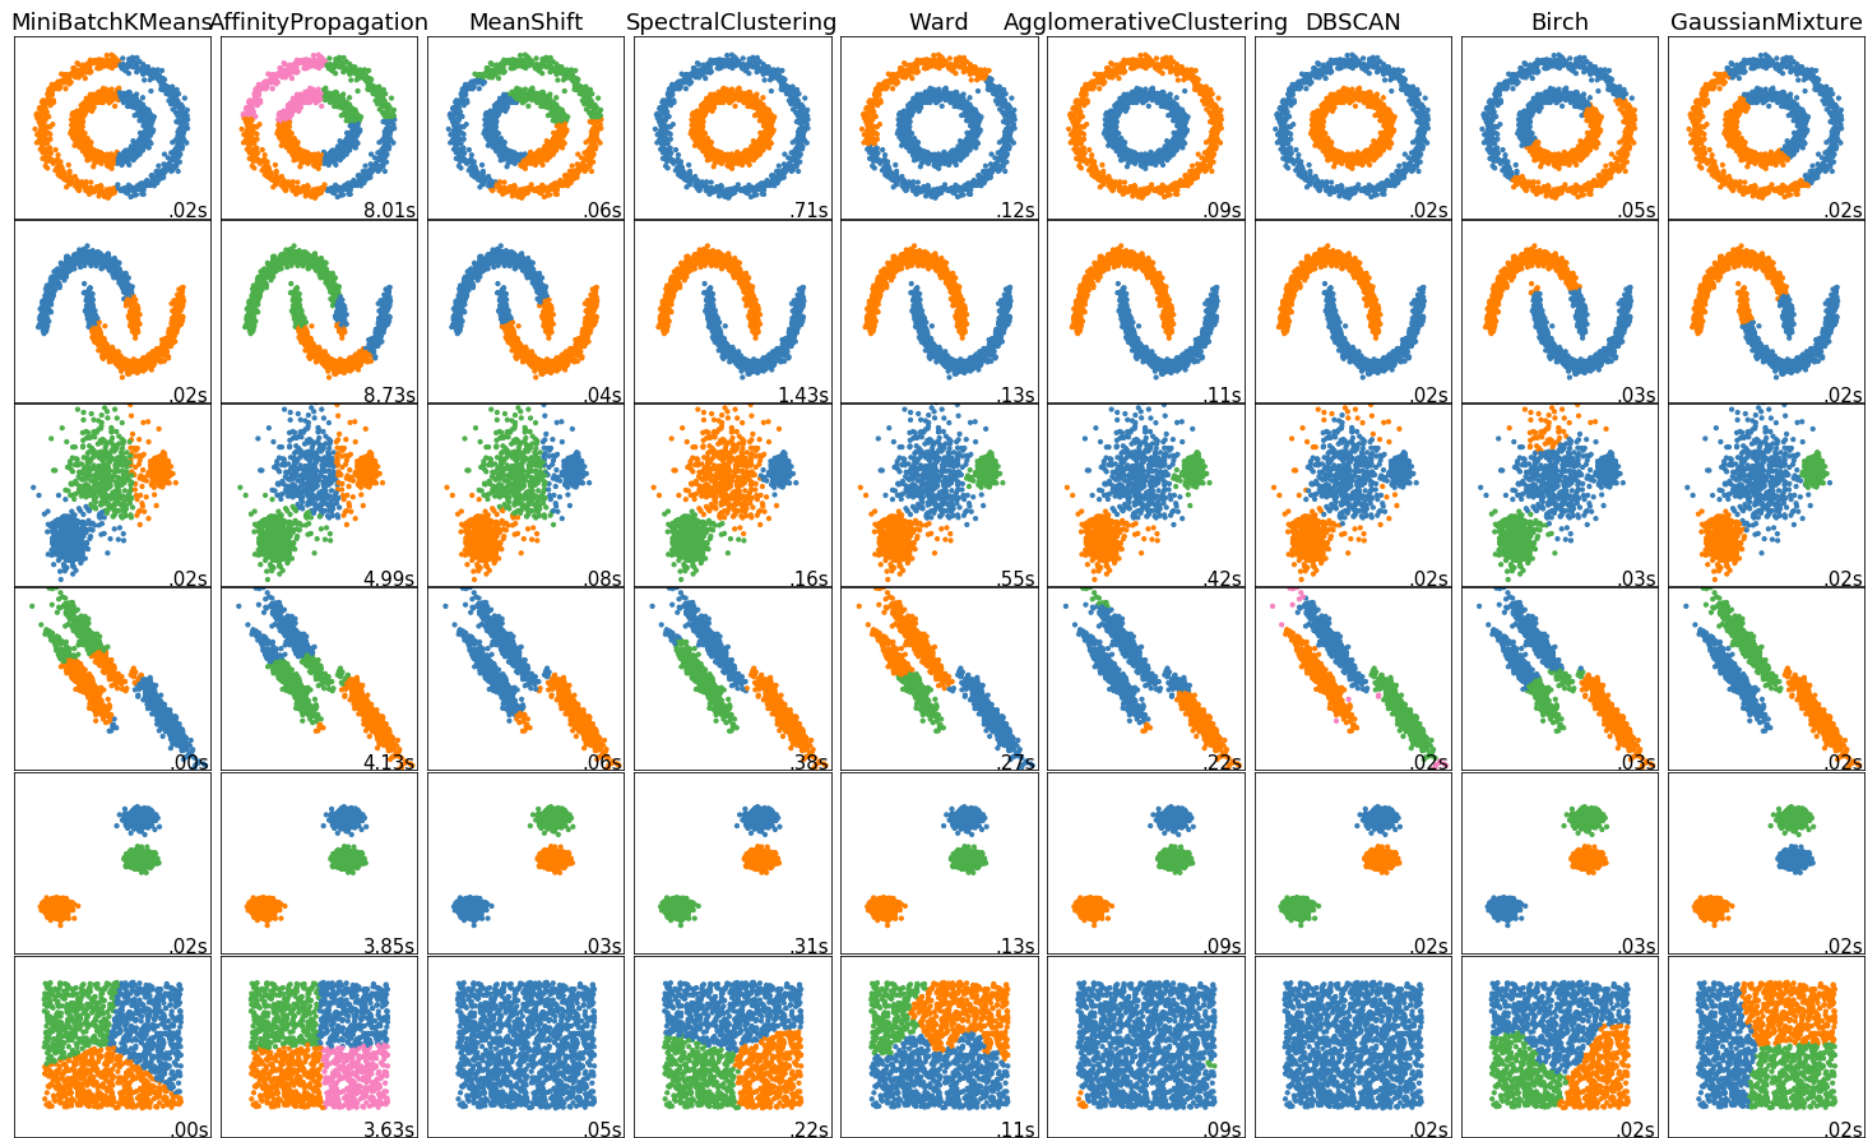 MiniBatchKMeans AffinityPropagation MeanShift SpectralClustering Ward AgglomerativeClustering DBSCAN Birch GaussianMixture
.02s 8.01s .06s .71s .12s .09s .02s .05s .02s
.02s 8.73s .04s 1.43s .13s .11s .02s .03s .02s
.02s 4.99s .08s .16s .55s .42s .02s .03s .02s
.00s 4.13s .06s .38s .27s .22s .02s .03s .02s
.02s 3.85s .03s .31s .13s .09s .02s .03s .02s
.00s 3.63s .05s .22s .11s .09s .02s .02s .02s